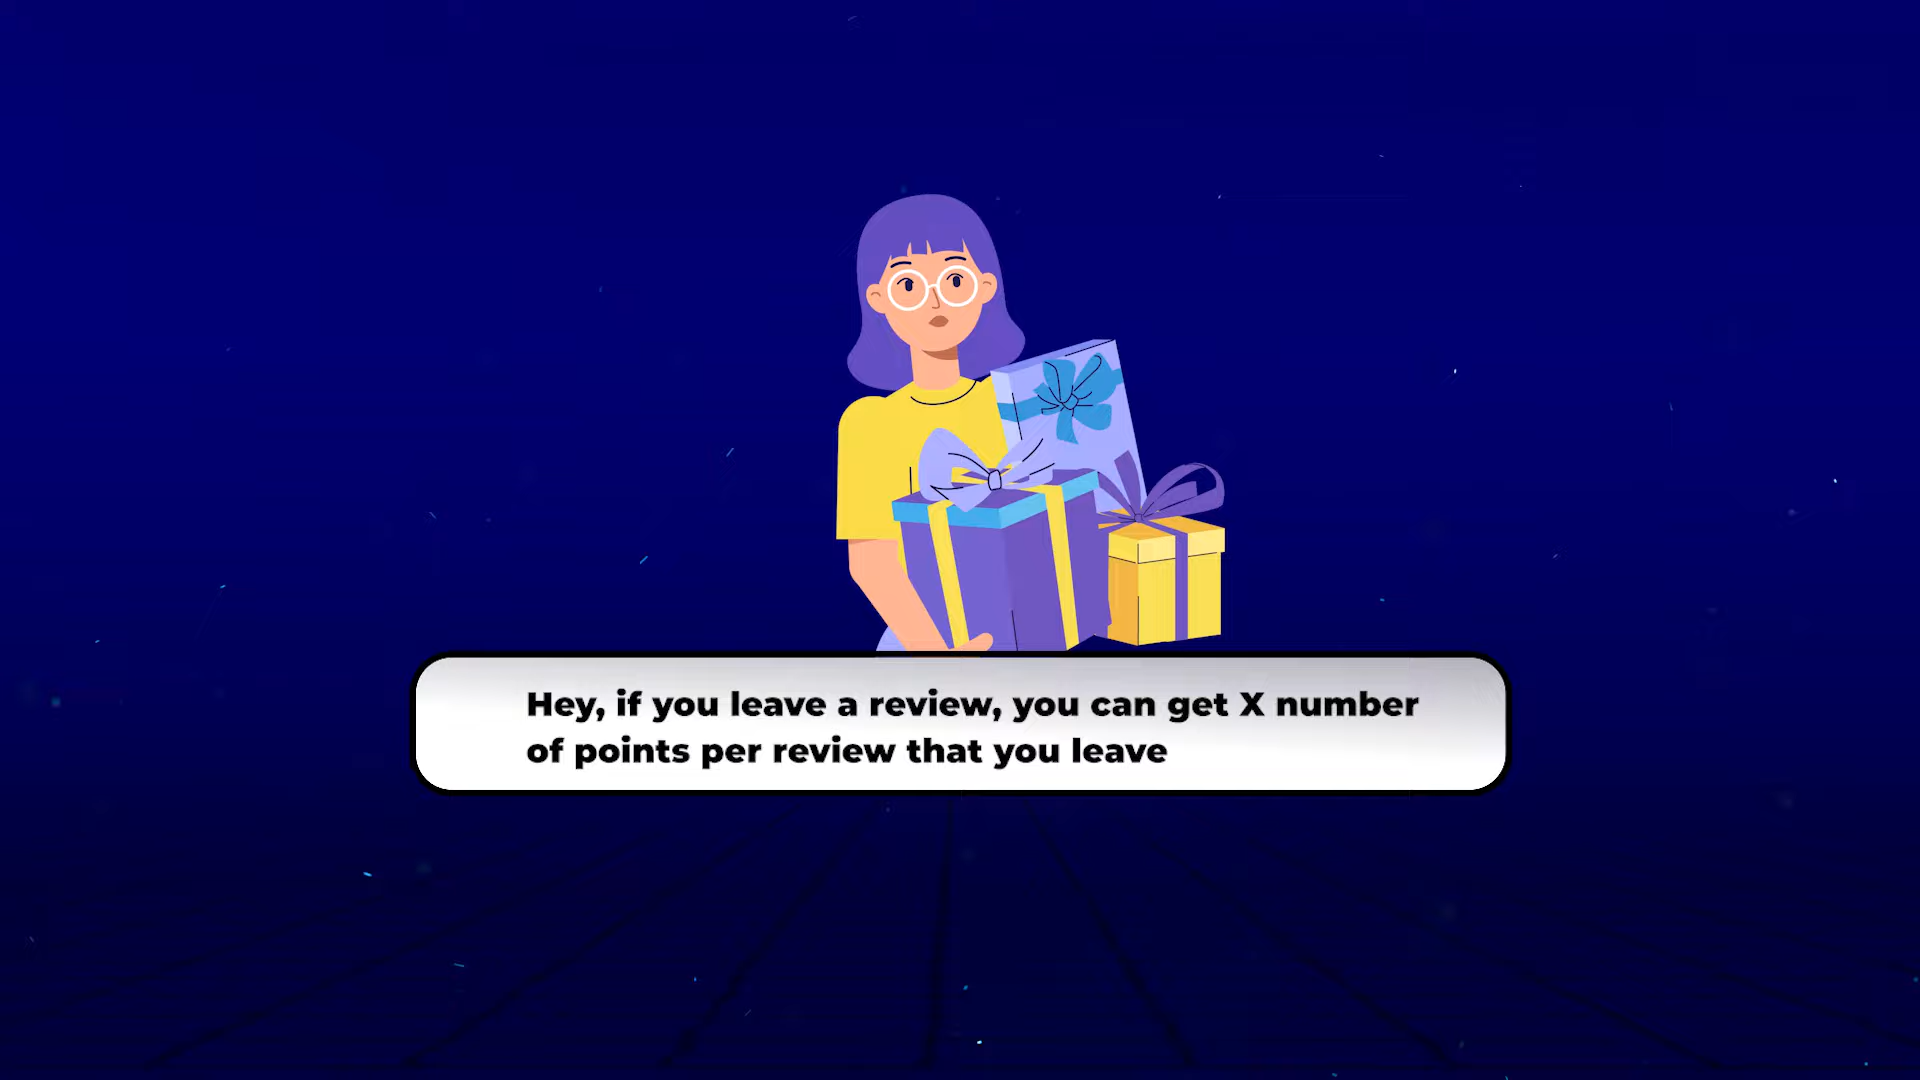 Hey, if you leave a review, you can get X number
of points per review that you leave